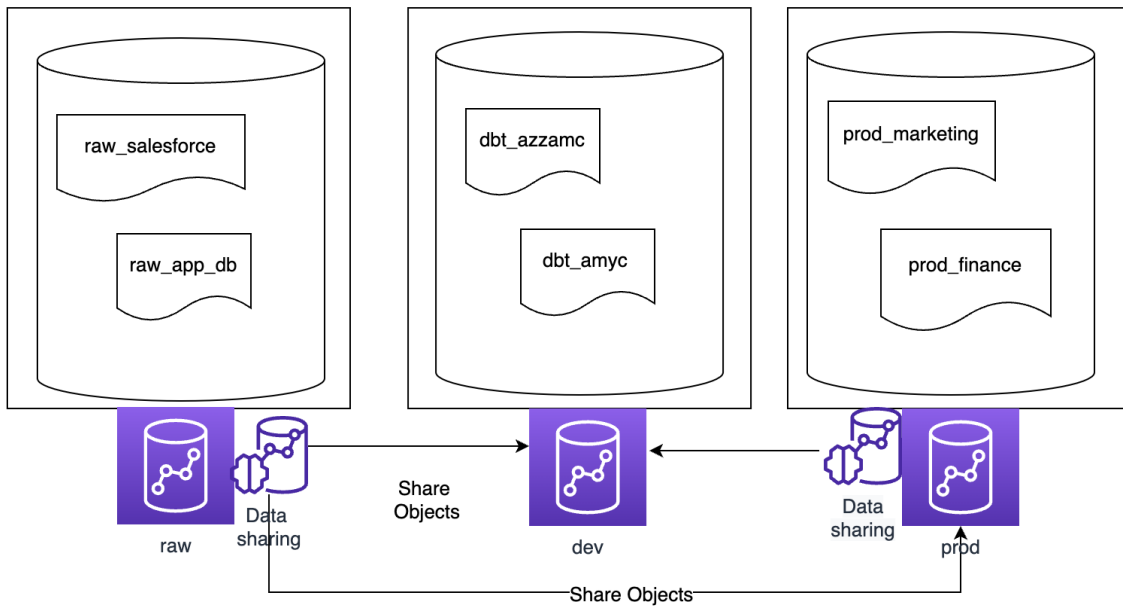 raw_salesforce
raw_app_db
dbt_azzamc
dbt_amyc
prod_marketing
prod_finance
raw
Data
sharing
Share
Objects
dev
Data
sharing
prod
Share Objects